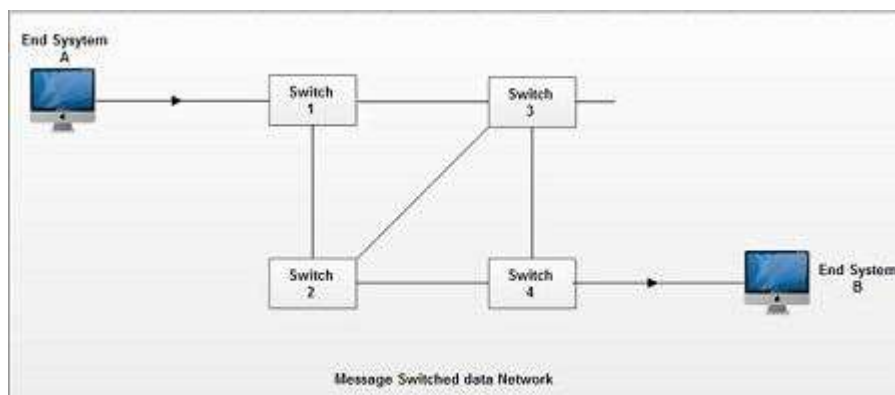 End Sysytem
A
Switch
1
Switch
3
Switch
2
Switch
4
End System
B
Message Switched data Network